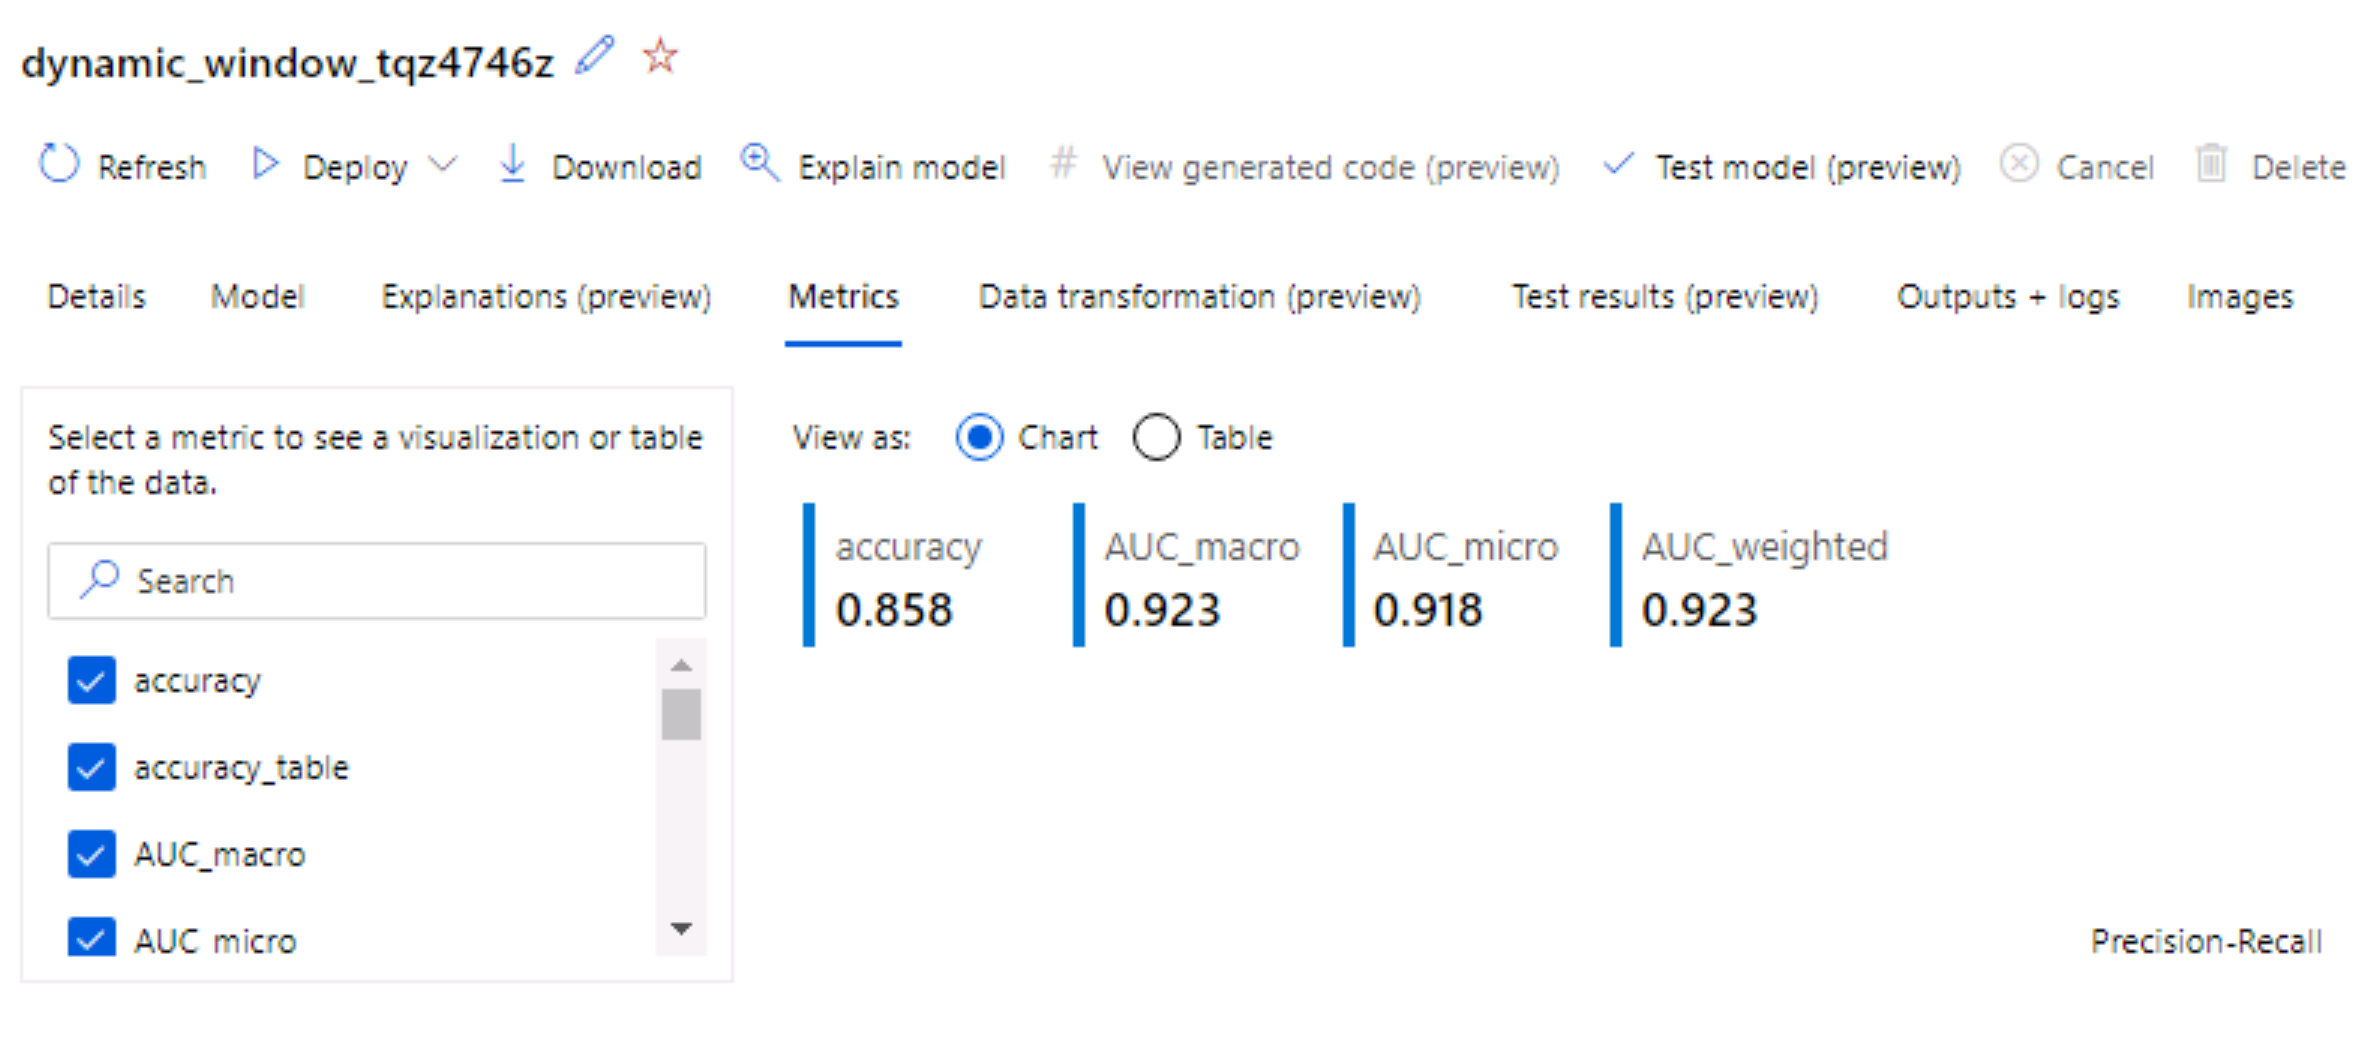 dynamic_window_tqz4746z
Refresh Deploy Download Explain model # View generated code (preview) Test model (preview) Cancel Delete
Details Model Explanations (preview) Metrics Data transformation (preview) Test results (preview) Outputs + logs Images
Select a metric to see a visualization or table
of the data.
Search
accuracy
accuracy_table
AUC_macro
AUC micro
View as: Chart Table
accuracy AUC_macro AUC_micro AUC_weighted
0.858 0.923 0.918 0.923
Precision-Recall